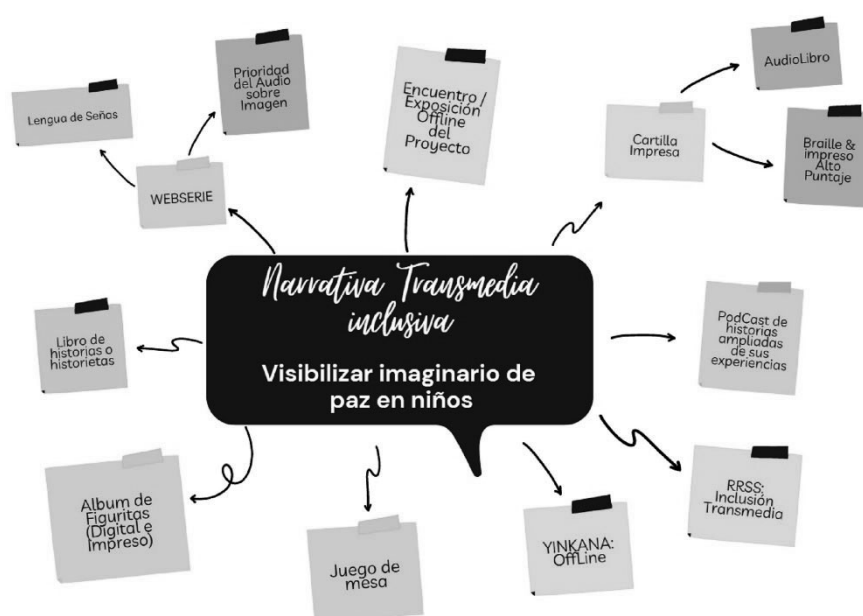 Prioridad
del Audio
sobre
Imagen
Lengua de Señas
WEBSERIE
Encuentro /
Exposición
Offline
del
Proyecto
AudioLibro
Cartilla
Impresa
Braille &
impreso
Alto
Puntaje
Narrativa Transmedia
inclusiva
Visibilizar imaginario de
paz en niños
Libro de
historias o
historietas
PodCast de
historias
ampliadas
de sus
experiencias
Album de
Figuritas
(Digital e
Impreso)
Juego de
mesa
YINKANA:
OffLine
RRSS:
Inclusión
Transmedia